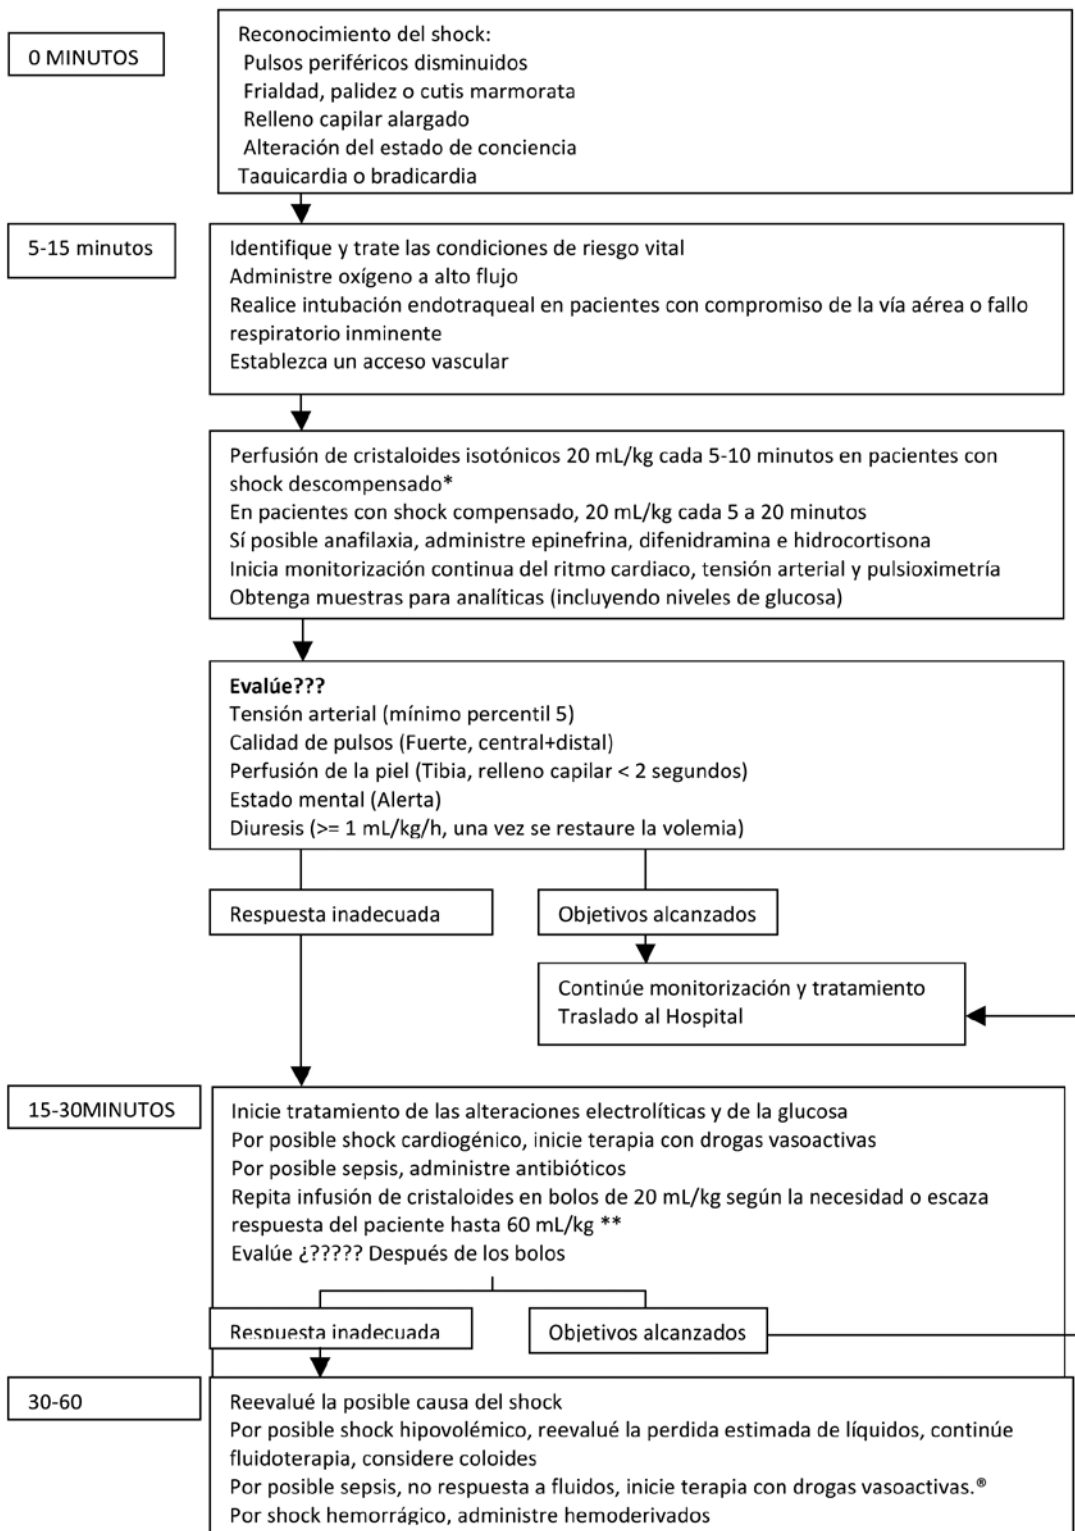 0 MINUTOS
Reconocimiento del shock:
Pulsos periféricos disminuidos
Frialdad, palidez o cutis marmorata
Relleno capilar alargado
Alteración del estado de conciencia
Taquicardia o bradicardia
5-15 minutos
Identifique y trate las condiciones de riesgo vital
Administre oxígeno a alto flujo
Realice intubación endotraqueal en pacientes con compromiso de la vía aérea o fallo
respiratorio inminente
Establezca un acceso vascular
Perfusión de cristaloides isotónicos 20 mL/kg cada 5-10 minutos en pacientes con
shock descompensado*
En pacientes con shock compensado, 20 mL/kg cada 5 a 20 minutos
Sí posible anafilaxia, administre epinefrina, difenidramina e hidrocortisona
Inicia monitorización continua del ritmo cardiaco, tensión arterial y pulsioximetría
Obtenga muestras para analíticas (incluyendo niveles de glucosa)
Evalúe???
Tensión arterial (mínimo percentil 5)
Calidad de pulsos (Fuerte, central+distal)
Perfusión de la piel (Tibia, relleno capilar < 2 segundos)
Estado mental (Alerta)
Diuresis (>= 1 mL/kg/h, una vez se restaure la volemia)
Respuesta inadecuada
Objetivos alcanzados
Continúe monitorización y tratamiento
Traslado al Hospital
15-30MINUTOS
Inicie tratamiento de las alteraciones electrolíticas y de la glucosa
Por posible shock cardiogénico, inicie terapia con drogas vasoactivas
Por posible sepsis, administre antibióticos
Repita infusión de cristaloides en bolos de 20 mL/kg según la necesidad o escaza
respuesta del paciente hasta 60 mL/kg **
Evalúe ¿????? Después de los bolos
Respuesta inadecuada
Objetivos alcanzados
30-60
Reevalué la posible causa del shock
Por posible shock hipovolémico, reevalué la perdida estimada de líquidos, continúe
fluidoterapia, considere coloides
Por posible sepsis, no respuesta a fluidos, inicie terapia con drogas vasoactivas.®
Por shock hemorrágico, administre hemoderivados